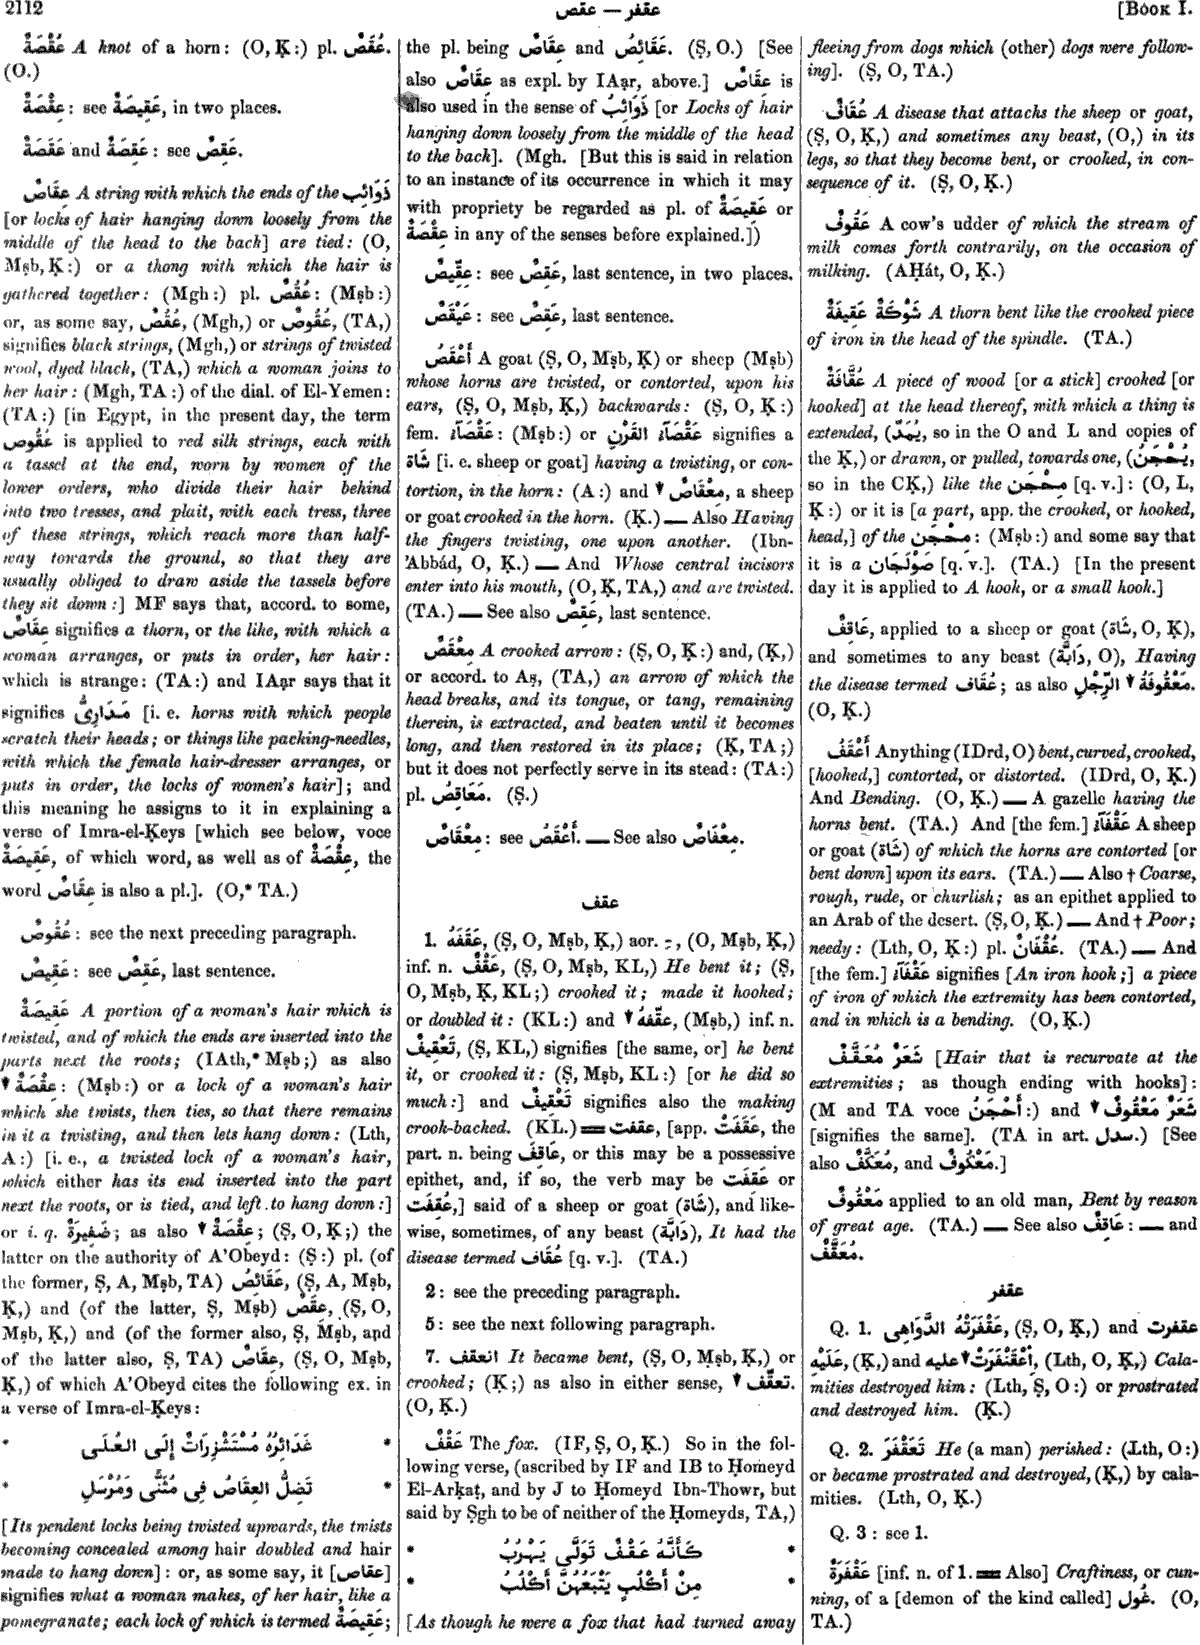 2112
عقص — عقفر
[BOOK I.
عُقْصَةٌ A knot of a horn: (O, Ḳ:) pl. عُقَصٌ.
(O.)
عِقْصَةٌ: see عَقِيصَةٌ, in two places.
عَقَصَةٌ and عَقِصَةٌ: see عَقِصٌ.
عِقَاصٌ A string with which the ends of the ذَوَائِب
[or locks of hair hanging down loosely from the
middle of the head to the back] are tied: (O,
Mṣb, Ḳ:) or a thong with which the hair is
gathered together: (Mgh:) pl. عُقُصٌ: (Mṣb:)
or, as some say, عُقُصٌ, (Mgh,) or عُقُوصٌ, (TA,)
signifies black strings, (Mgh,) or strings of twisted
wool, dyed black, (TA,) which a woman joins to
her hair: (Mgh, TA:) of the dial. of El-Yemen:
(TA:) [in Egypt, in the present day, the term
عُقُوص is applied to red silk strings, each with
a tassel at the end, worn by women of the
lower orders, who divide their hair behind
into two tresses, and plait, with each tress, three
of these strings, which reach more than half-
way towards the ground, so that they are
usually obliged to draw aside the tassels before
they sit down:] MF says that, accord. to some,
عِقَاصٌ signifies a thorn, or the like, with which a
woman arranges, or puts in order, her hair:
which is strange: (TA:) and IAạr says that it
signifies مَدَارِىُّ [i. e. horns with which people
scratch their heads; or things like packing-needles,
with which the female hair-dresser arranges, or
puts in order, the locks of women's hair]; and
this meaning he assigns to it in explaining a
verse of Imra-el-Ḳeys [which see below, voce
عَقِيصَةٌ, of which word, as well as of عِقْصَةٌ, the
word عِقَاصٌ is also a pl.]. (O,* TA.)
عُقُوصٌ: see the next preceding paragraph.
عَقِيصٌ: see عَقِصٌ, last sentence.
عَقِيصَةٌ A portion of a woman's hair which is
twisted, and of which the ends are inserted into the
parts next the roots; (IAth,* Mṣb;) as also
▼ عِقْصَةٌ: (Mṣb:) or a lock of a woman's hair
which she twists, then ties, so that there remains
in it a twisting, and then lets hang down: (Lth,
A:) [i. e., a twisted lock of a woman's hair,
which either has its end inserted into the part
next the roots, or is tied, and left to hang down:]
or i. q. ضَفِيرَةٌ; as also ▼ عِقْصَةٌ; (Ṣ, O, Ḳ;) the
latter on the authority of A'Obeyd: (Ṣ:) pl. (of
the former, Ṣ, A, Mṣb, TA) عَقَائِصُ, (Ṣ, A, Mṣb,
Ḳ,) and (of the latter, Ṣ, Mṣb) عِقَصٌ, (Ṣ, O,
Mṣb, Ḳ,) and (of the former also, Ṣ, Mṣb, and
of the latter also, Ṣ, TA) عِقَاصٌ, (Ṣ, O, Mṣb,
Ḳ,) of which A'Obeyd cites the following ex. in
a verse of Imra-el-Ḳeys:
* غَدَائِرُهُ مُسْتَشْزِرَاتٌ إِلَى العُلَى *
* تَضِلُّ العِقَاصُ فِى مُثَنًّى وَمُرْسَلِ *
[Its pendent locks being twisted upwards, the twists
becoming concealed among hair doubled and hair
made to hang down]: or, as some say, it [عقاص]
signifies what a woman makes, of her hair, like a
pomegranate; each lock of which is termed عَقِيصَةٌ;
the pl. being عِقَاصٌ and عَقَائِصُ. (Ṣ, O.) [See
also عِقَاصٌ as expl. by IAạr, above.] عِقَاصٌ is
also used in the sense of ذَوَائِبُ [or Locks of hair
hanging down loosely from the middle of the head
to the back]. (Mgh. [But this is said in relation
to an instance of its occurrence in which it may
with propriety be regarded as pl. of عَقِيصَةٌ or
عِقْصَةٌ in any of the senses before explained.])
عِقِّيصٌ: see عَقِصٌ, last sentence, in two places.
عَيْقَصٌ: see عَقِصٌ, last sentence.
أَعْقَصُ A goat (Ṣ, O, Mṣb, Ḳ) or sheep (Mṣb)
whose horns are twisted, or contorted, upon his
ears, (Ṣ, O, Mṣb, Ḳ,) backwards: (Ṣ, O, Ḳ:)
fem. عَقْصَآءُ: (Mṣb:) or عَقْصَآءُ القَرْنِ signifies a
شَاة [i. e. sheep or goat] having a twisting, or con-
tortion, in the horn: (A:) and ▼ مِعْقَاصٌ, a sheep
or goat crooked in the horn. (Ḳ.) — Also Having
the fingers twisting, one upon another. (Ibn-
'Abbád, O, Ḳ.) — And Whose central incisors
enter into his mouth, (O, Ḳ, TA,) and are twisted.
(TA.) — See also عَقِصٌ, last sentence.
مِعْقَصٌ A crooked arrow: (Ṣ, O, Ḳ:) and, (Ḳ,)
or accord. to Aṣ, (TA,) an arrow of which the
head breaks, and its tongue, or tang, remaining
therein, is extracted, and beaten until it becomes
long, and then restored in its place; (Ḳ, TA;)
but it does not perfectly serve in its stead: (TA:)
pl. مَعَاقِصُ. (Ṣ.)
مِعْقَاصٌ: see أَعْقَصُ. — See also مِعْفَاصٌ.
عقف
1. عَقَفَهُ, (Ṣ, O, Mṣb, Ḳ,) aor. ـِ, (O, Mṣb, Ḳ,)
inf. n. عَقْفٌ, (Ṣ, O, Mṣb, KL,) He bent it; (Ṣ,
O, Mṣb, Ḳ, KL;) crooked it; made it hooked;
or doubled it: (KL:) and ▼ عقّفهُ, (Mṣb,) inf. n.
تَعْقِيفٌ, (Ṣ, KL,) signifies [the same, or] he bent
it, or crooked it: (Ṣ, Mṣb, KL:) [or he did so
much:] and تَعْقِيفٌ signifies also the making
crook-backed. (KL.) = عقفت, [app. عَقَفَتْ, the
part. n. being عَاقِفٌ, or this may be a possessive
epithet, and, if so, the verb may be عُقِفَت or
عَقِفَت,] said of a sheep or goat (شَاة), and like-
wise, sometimes, of any beast (دَابَّة), It had the
disease termed عُقَاف [q. v.]. (TA.)
2: see the preceding paragraph.
5: see the next following paragraph.
7. انعقف It became bent, (Ṣ, O, Mṣb, Ḳ,) or
crooked; (Ḳ;) as also in either sense, ▼ تعقّف.
(O, Ḳ.)
عَقْفٌ The fox. (IF, Ṣ, O, Ḳ.) So in the fol-
lowing verse, (ascribed by IF and IB to Ḥomeyd
El-Arḳaṭ, and by J to Ḥomeyd Ibn-Thowr, but
said by Ṣgh to be of neither of the Ḥomeyds, TA,)
* كَأَنَّهُ عَقْفٌ تَوَلَّى يَهْرُبُ *
* مِنْ أَكْلُبٍ يَتْبَعُهُنَّ أَكْلُبُ *
[As though he were a fox that had turned away
fleeing from dogs which (other) dogs were follow-
ing]. (Ṣ, O, TA.)
عُقَافٌ A disease that attacks the sheep or goat,
(Ṣ, O, Ḳ,) and sometimes any beast, (O,) in its
legs, so that they become bent, or crooked, in con-
sequence of it. (Ṣ, O, Ḳ.)
عَقُوفٌ A cow's udder of which the stream of
milk comes forth contrarily, on the occasion of
milking. (AḤát, O, Ḳ.)
شَوْكَةٌ عَقِيفَةٌ A thorn bent like the crooked piece
of iron in the head of the spindle. (TA.)
عُقَّافَةٌ A piece of wood [or a stick] crooked [or
hooked] at the head thereof, with which a thing is
extended, (يُمَدُّ, so in the O and L and copies of
the Ḳ,) or drawn, or pulled, towards one, (يُحْجَنُ,
so in the CḲ,) like the مِحْجَن [q. v.]: (O, L,
Ḳ:) or it is [a part, app. the crooked, or hooked,
head,] of the مِحْجَن: (Mṣb:) and some say that
it is a صَوْلَجَان [q. v.]. (TA.) [In the present
day it is applied to A hook, or a small hook.]
عَاقِفٌ, applied to a sheep or goat (شَاة, O, Ḳ),
and sometimes to any beast (دَابَّة, O), Having
the disease termed عُقَاف; as also ▼ مَعْقُوفَةُ الرِّجْلِ.
(O, Ḳ.)
أَعْقَفُ Anything (IDrd, O) bent, curved, crooked,
[hooked,] contorted, or distorted. (IDrd, O, Ḳ.)
And Bending. (O, Ḳ.) — A gazelle having the
horns bent. (TA.) And [the fem.] عَقْفَآءُ A sheep
or goat (شَاة) of which the horns are contorted [or
bent down] upon its ears. (TA.) — Also † Coarse,
rough, rude, or churlish; as an epithet applied to
an Arab of the desert. (Ṣ, O, Ḳ.) — And † Poor;
needy: (Lth, O, Ḳ:) pl. عُقْفَانٌ. (TA.) — And
[the fem.] عَقْفَآءُ signifies [An iron hook;] a piece
of iron of which the extremity has been contorted,
and in which is a bending. (O, Ḳ.)
شَعَرٌ مُعَقَّفٌ [Hair that is recurvate at the
extremities; as though ending with hooks]:
(M and TA voce أَحْجَنُ:) and ▼ شَعَرٌ مَعْقُوفٌ
[signifies the same]. (TA in art. سدل.) [See
also مُعَكَّفٌ, and مَعْكُوفٌ.]
مَعْقُوفٌ applied to an old man, Bent by reason
of great age. (TA.) — See also عَاقِفٌ: — and
مُعَقَّفٌ.
عقفر
Q. 1. عَقْفَرَتْهُ الدَّوَاهِى, (Ṣ, O, Ḳ,) and عقفرت
عَلَيْهِ, (Ḳ,) and ▼ اِعْقَنْفَرَتْ عليه, (Lth, O, Ḳ,) Cala-
mities destroyed him: (Lth, Ṣ, O:) or prostrated
and destroyed him. (Ḳ.)
Q. 2. تَعَقْفَرَ He (a man) perished: (Lth, O:)
or became prostrated and destroyed, (Ḳ,) by cala-
mities. (Lth, O, Ḳ.)
Q. 3: see 1.
عَقْفَرَةٌ [inf. n. of 1. = Also] Craftiness, or cun-
ning, of a [demon of the kind called] غُول. (O,
TA.)